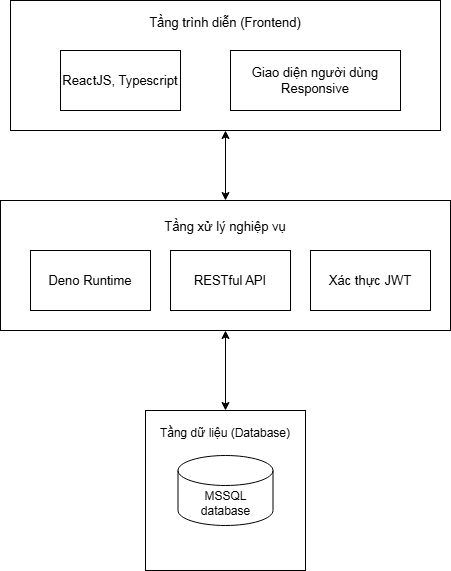 Tầng trình diễn (Frontend)
ReactJS, Typescript
Giao diện người dùng
Responsive
Tầng xử lý nghiệp vụ
Deno Runtime
RESTful API
Xác thực JWT
Tầng dữ liệu (Database)
MSSQL
database